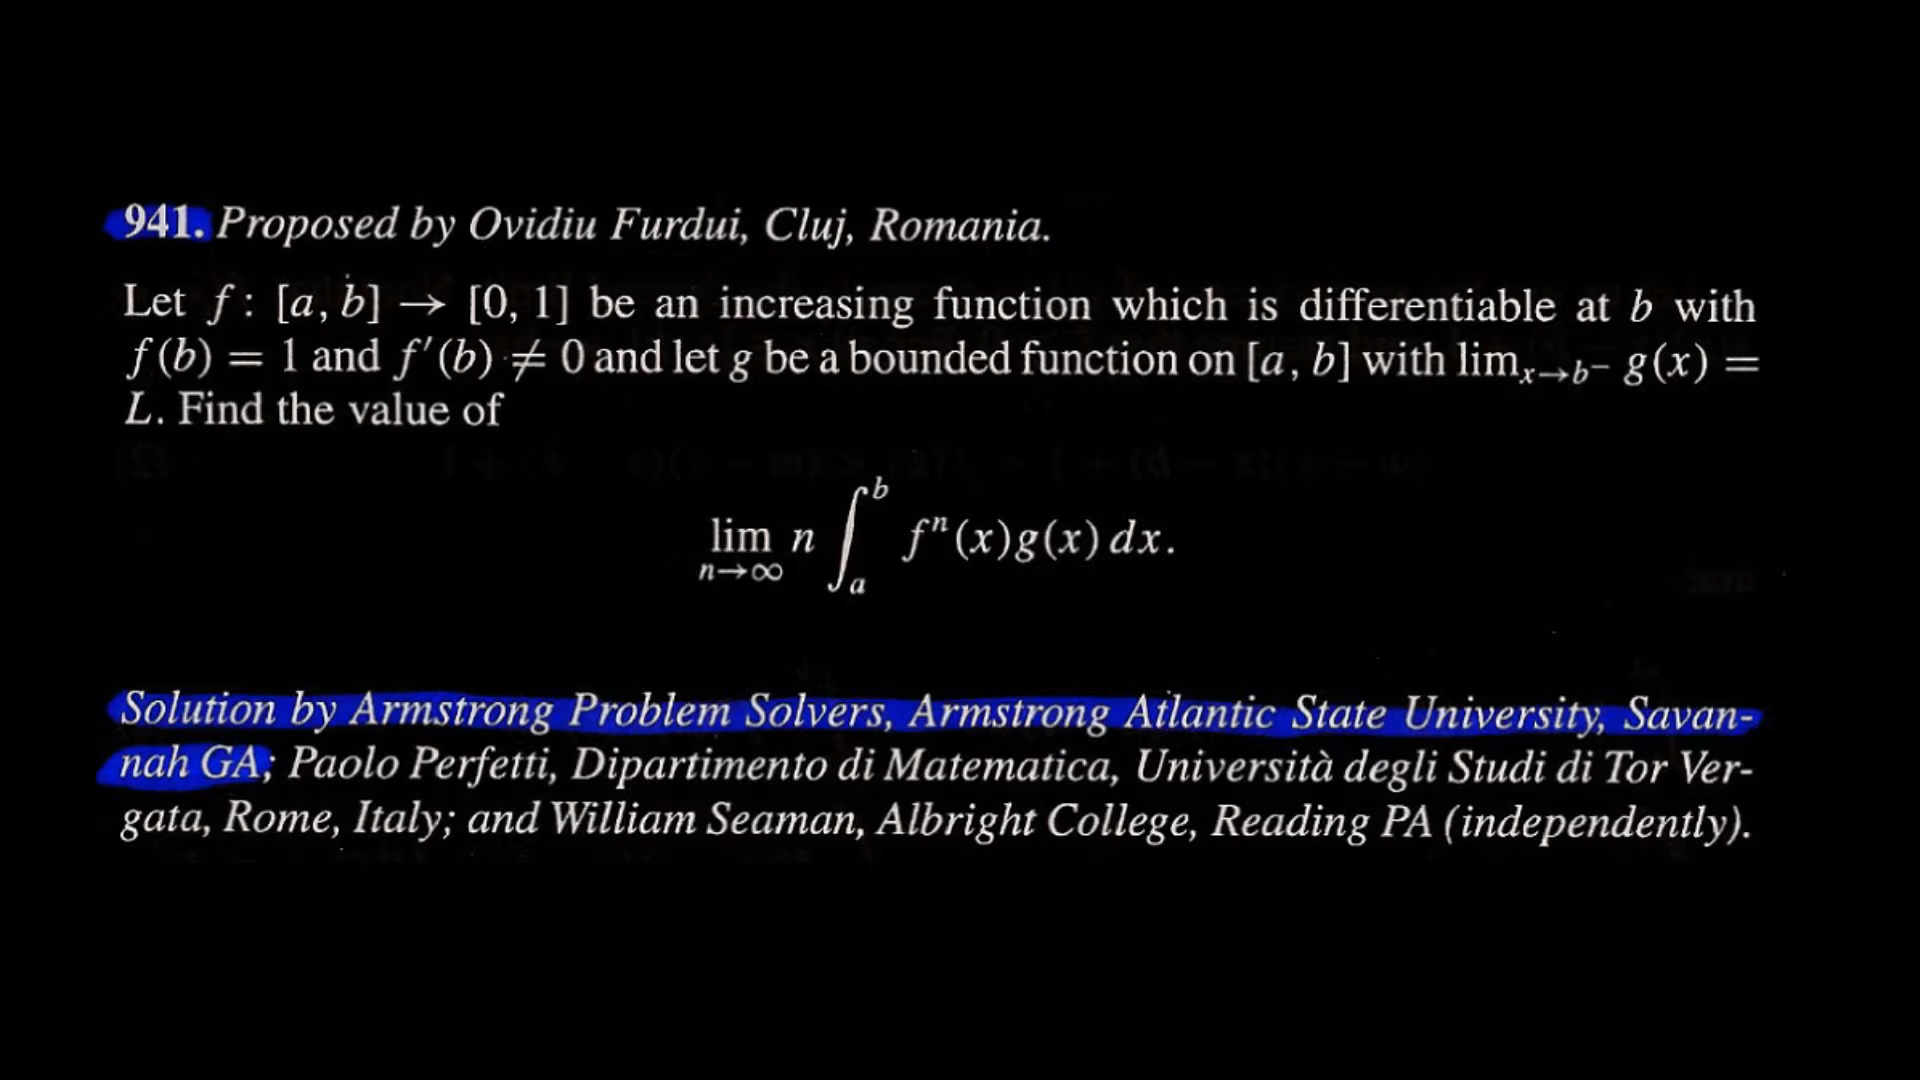 941. Proposed by Ovidiu Furdui, Cluj, Romania.
Let f : [a, b] → [0, 1] be an increasing function which is differentiable at b with
f(b) = 1 and f′(b) ≠ 0 and let g be a bounded function on [a, b] with lim_{x→b⁻} g(x) =
L. Find the value of
lim_{n→∞} n ∫_a^b fⁿ(x)g(x) dx.
Solution by Armstrong Problem Solvers, Armstrong Atlantic State University, Savan-
nah GA; Paolo Perfetti, Dipartimento di Matematica, Università degli Studi di Tor Ver-
gata, Rome, Italy; and William Seaman, Albright College, Reading PA (independently).